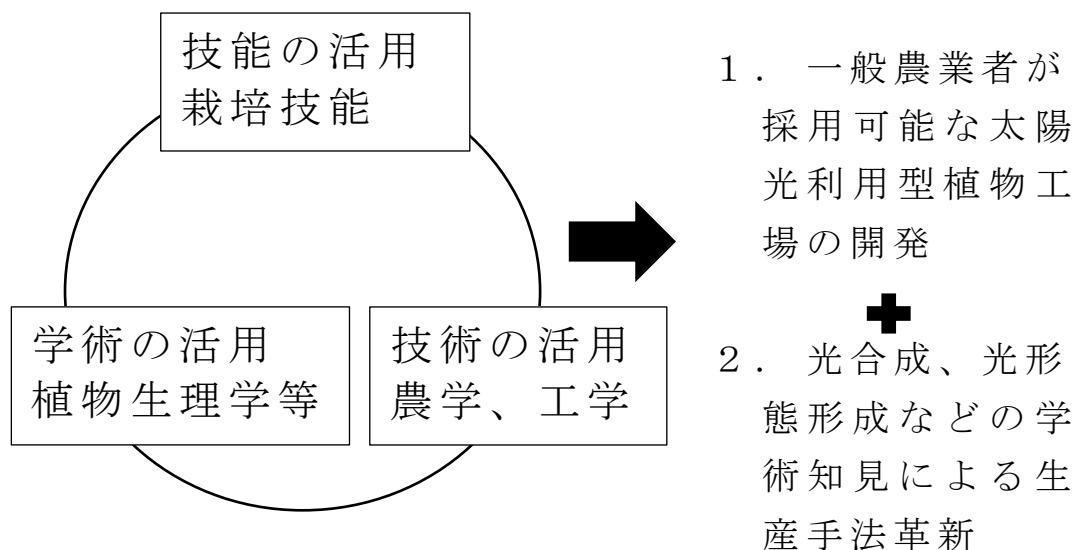 技能の活用
栽培技能
学術の活用
植物生理学等
技術の活用
農学、工学
１． 一般農業者が
採用可能な太陽
光利用型植物工
場の開発
２． 光合成、光形
態形成などの学
術知見による生
産手法革新